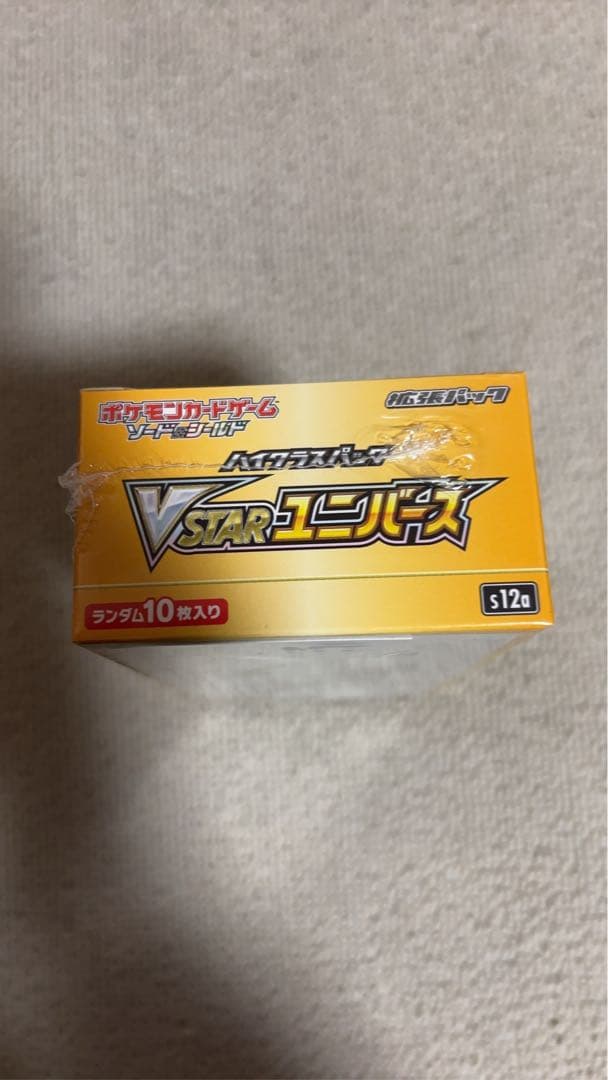 ポケモンカードゲーム
ソード&シールド
拡張パック
ハイクラスパック
VSTARユニバース
ランダム10枚入り
s12a